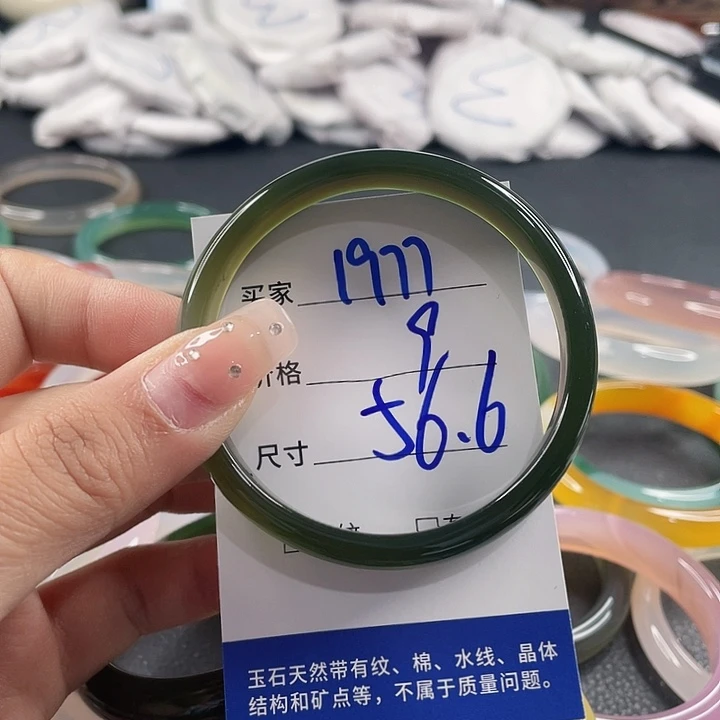 买家 1977
价格 9
尺寸 56.6
玉石天然带有纹、棉、水线、晶体
结构和矿点等，不属于质量问题。